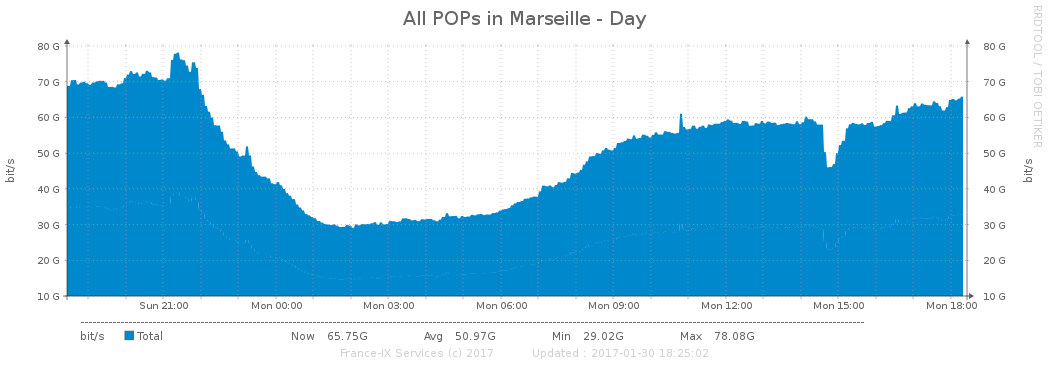 All POPs in Marseille - Day
RRDTOOL / TOBI OETIKER
80 G 80 G
70 G 70 G
60 G 60 G
50 G 50 G
40 G 40 G
30 G 30 G
20 G 20 G
10 G 10 G
bit/s
bit/s
Sun 21:00 Mon 00:00 Mon 03:00 Mon 06:00 Mon 09:00 Mon 12:00 Mon 15:00 Mon 18:00
bit/s Total Now 65.75G Avg 50.97G Min 29.02G Max 78.08G
France-IX Services (c) 2017 Updated : 2017-01-30 18:25:02